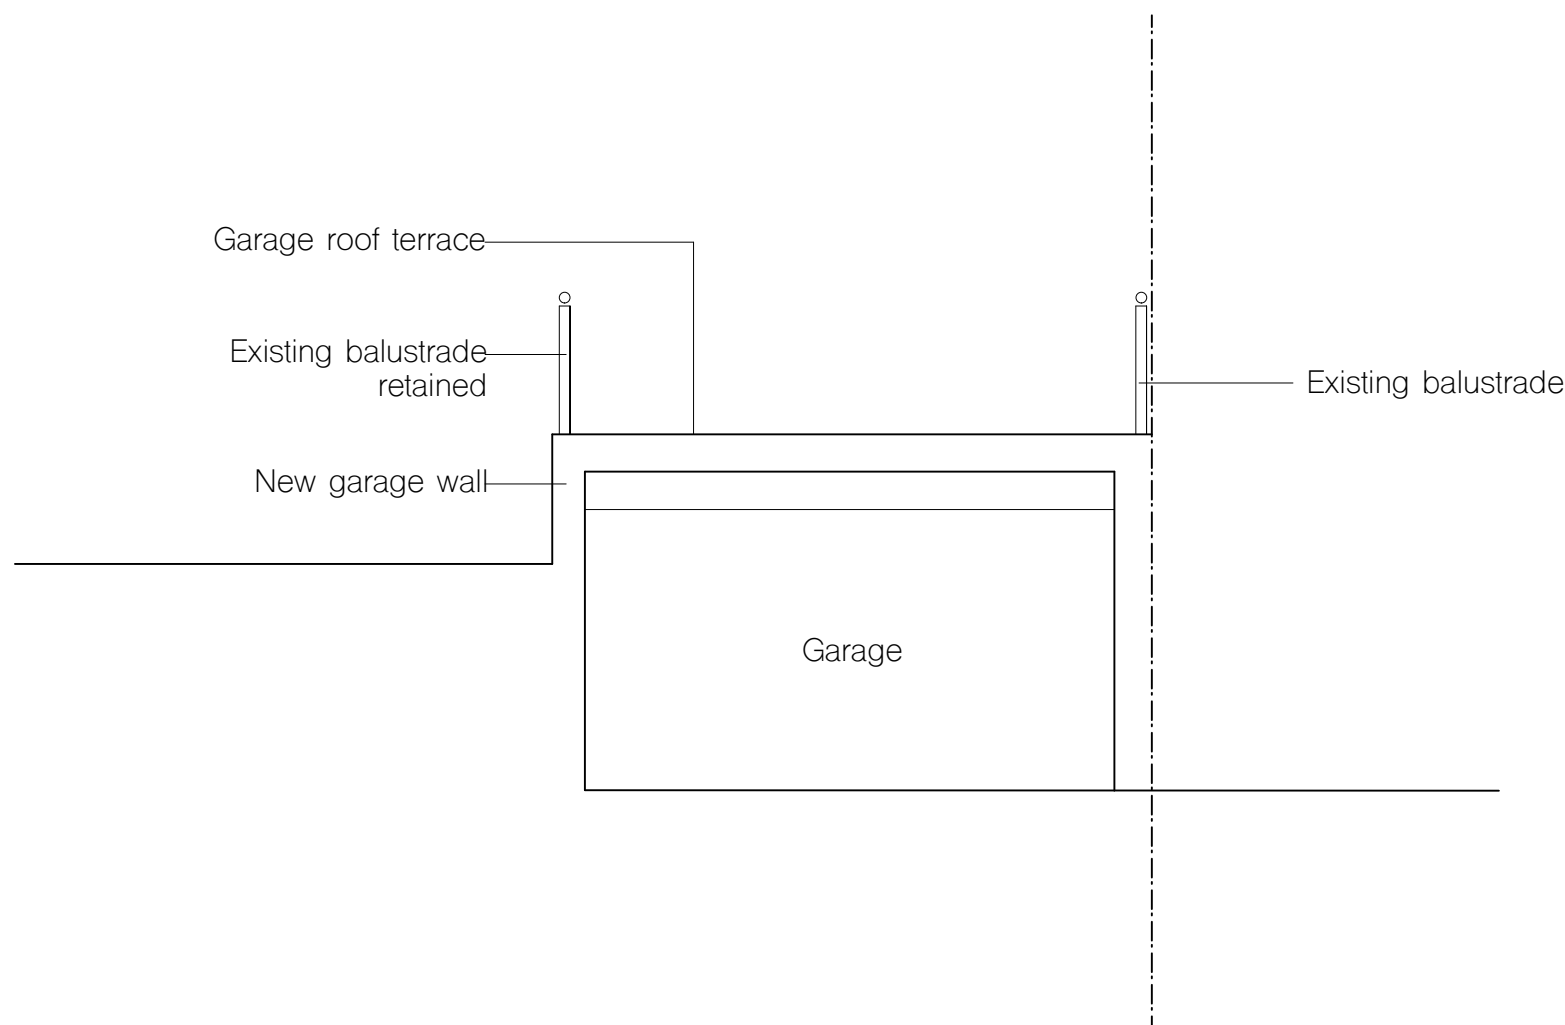 Garage roof terrace
Existing balustrade
retained
Existing balustrade
New garage wall
Garage